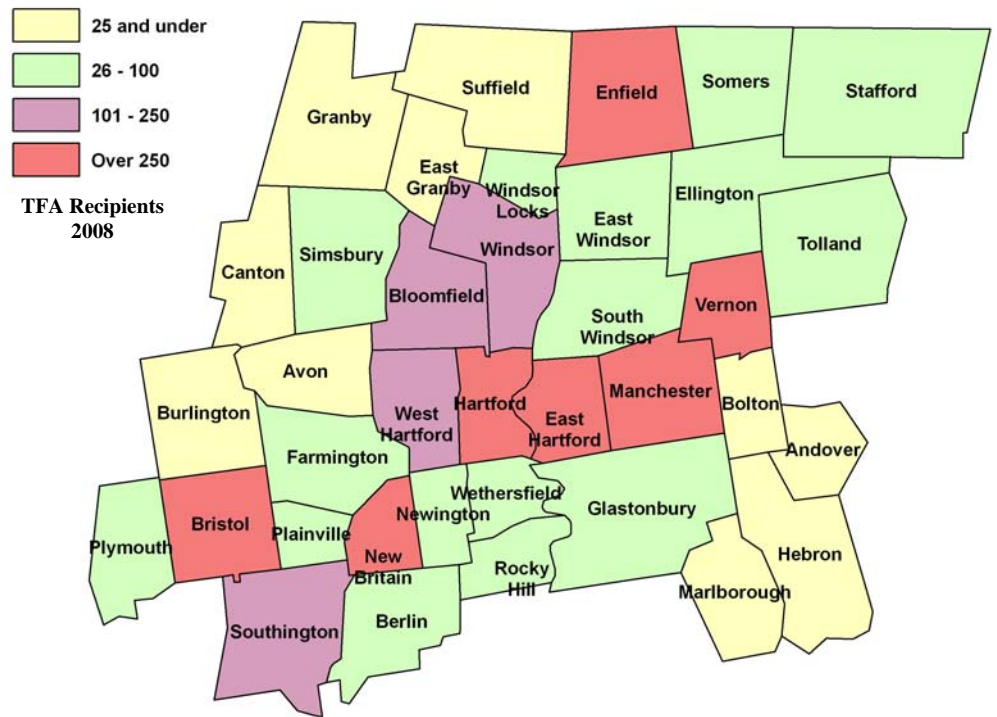 25 and under
26 - 100
101 - 250
Over 250
TFA Recipients
2008
Granby
Suffield
Enfield
Somers
Stafford
East
Granby
Windsor
Locks
East
Windsor
Ellington
Tolland
Canton
Simsbury
Bloomfield
Windsor
South
Windsor
Vernon
Burlington
Avon
West
Hartford
Hartford
East
Hartford
Manchester
Bolton
Andover
Farmington
Plymouth
Bristol
Plainville
New
Britain
Newington
Wethersfield
Glastonbury
Hebron
Rocky
Hill
Marlborough
Southington
Berlin